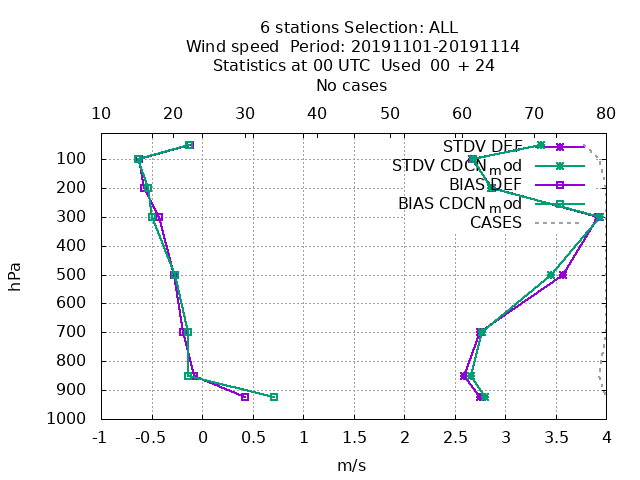 6 stations Selection: ALL
Wind speed  Period: 20191101-20191114
Statistics at 00 UTC  Used  00 + 24
No cases
10 22 30 40 50 60 70 80
STDV DEF
STDV CDCN_mod
BIAS DEF
BIAS CDCN_mod
CASES
100
200
300
400
500
600
700
800
900
1000
hPa
-1 -0.5 0 0.5 1 1.5 2 2.5 3 3.5 4
m/s